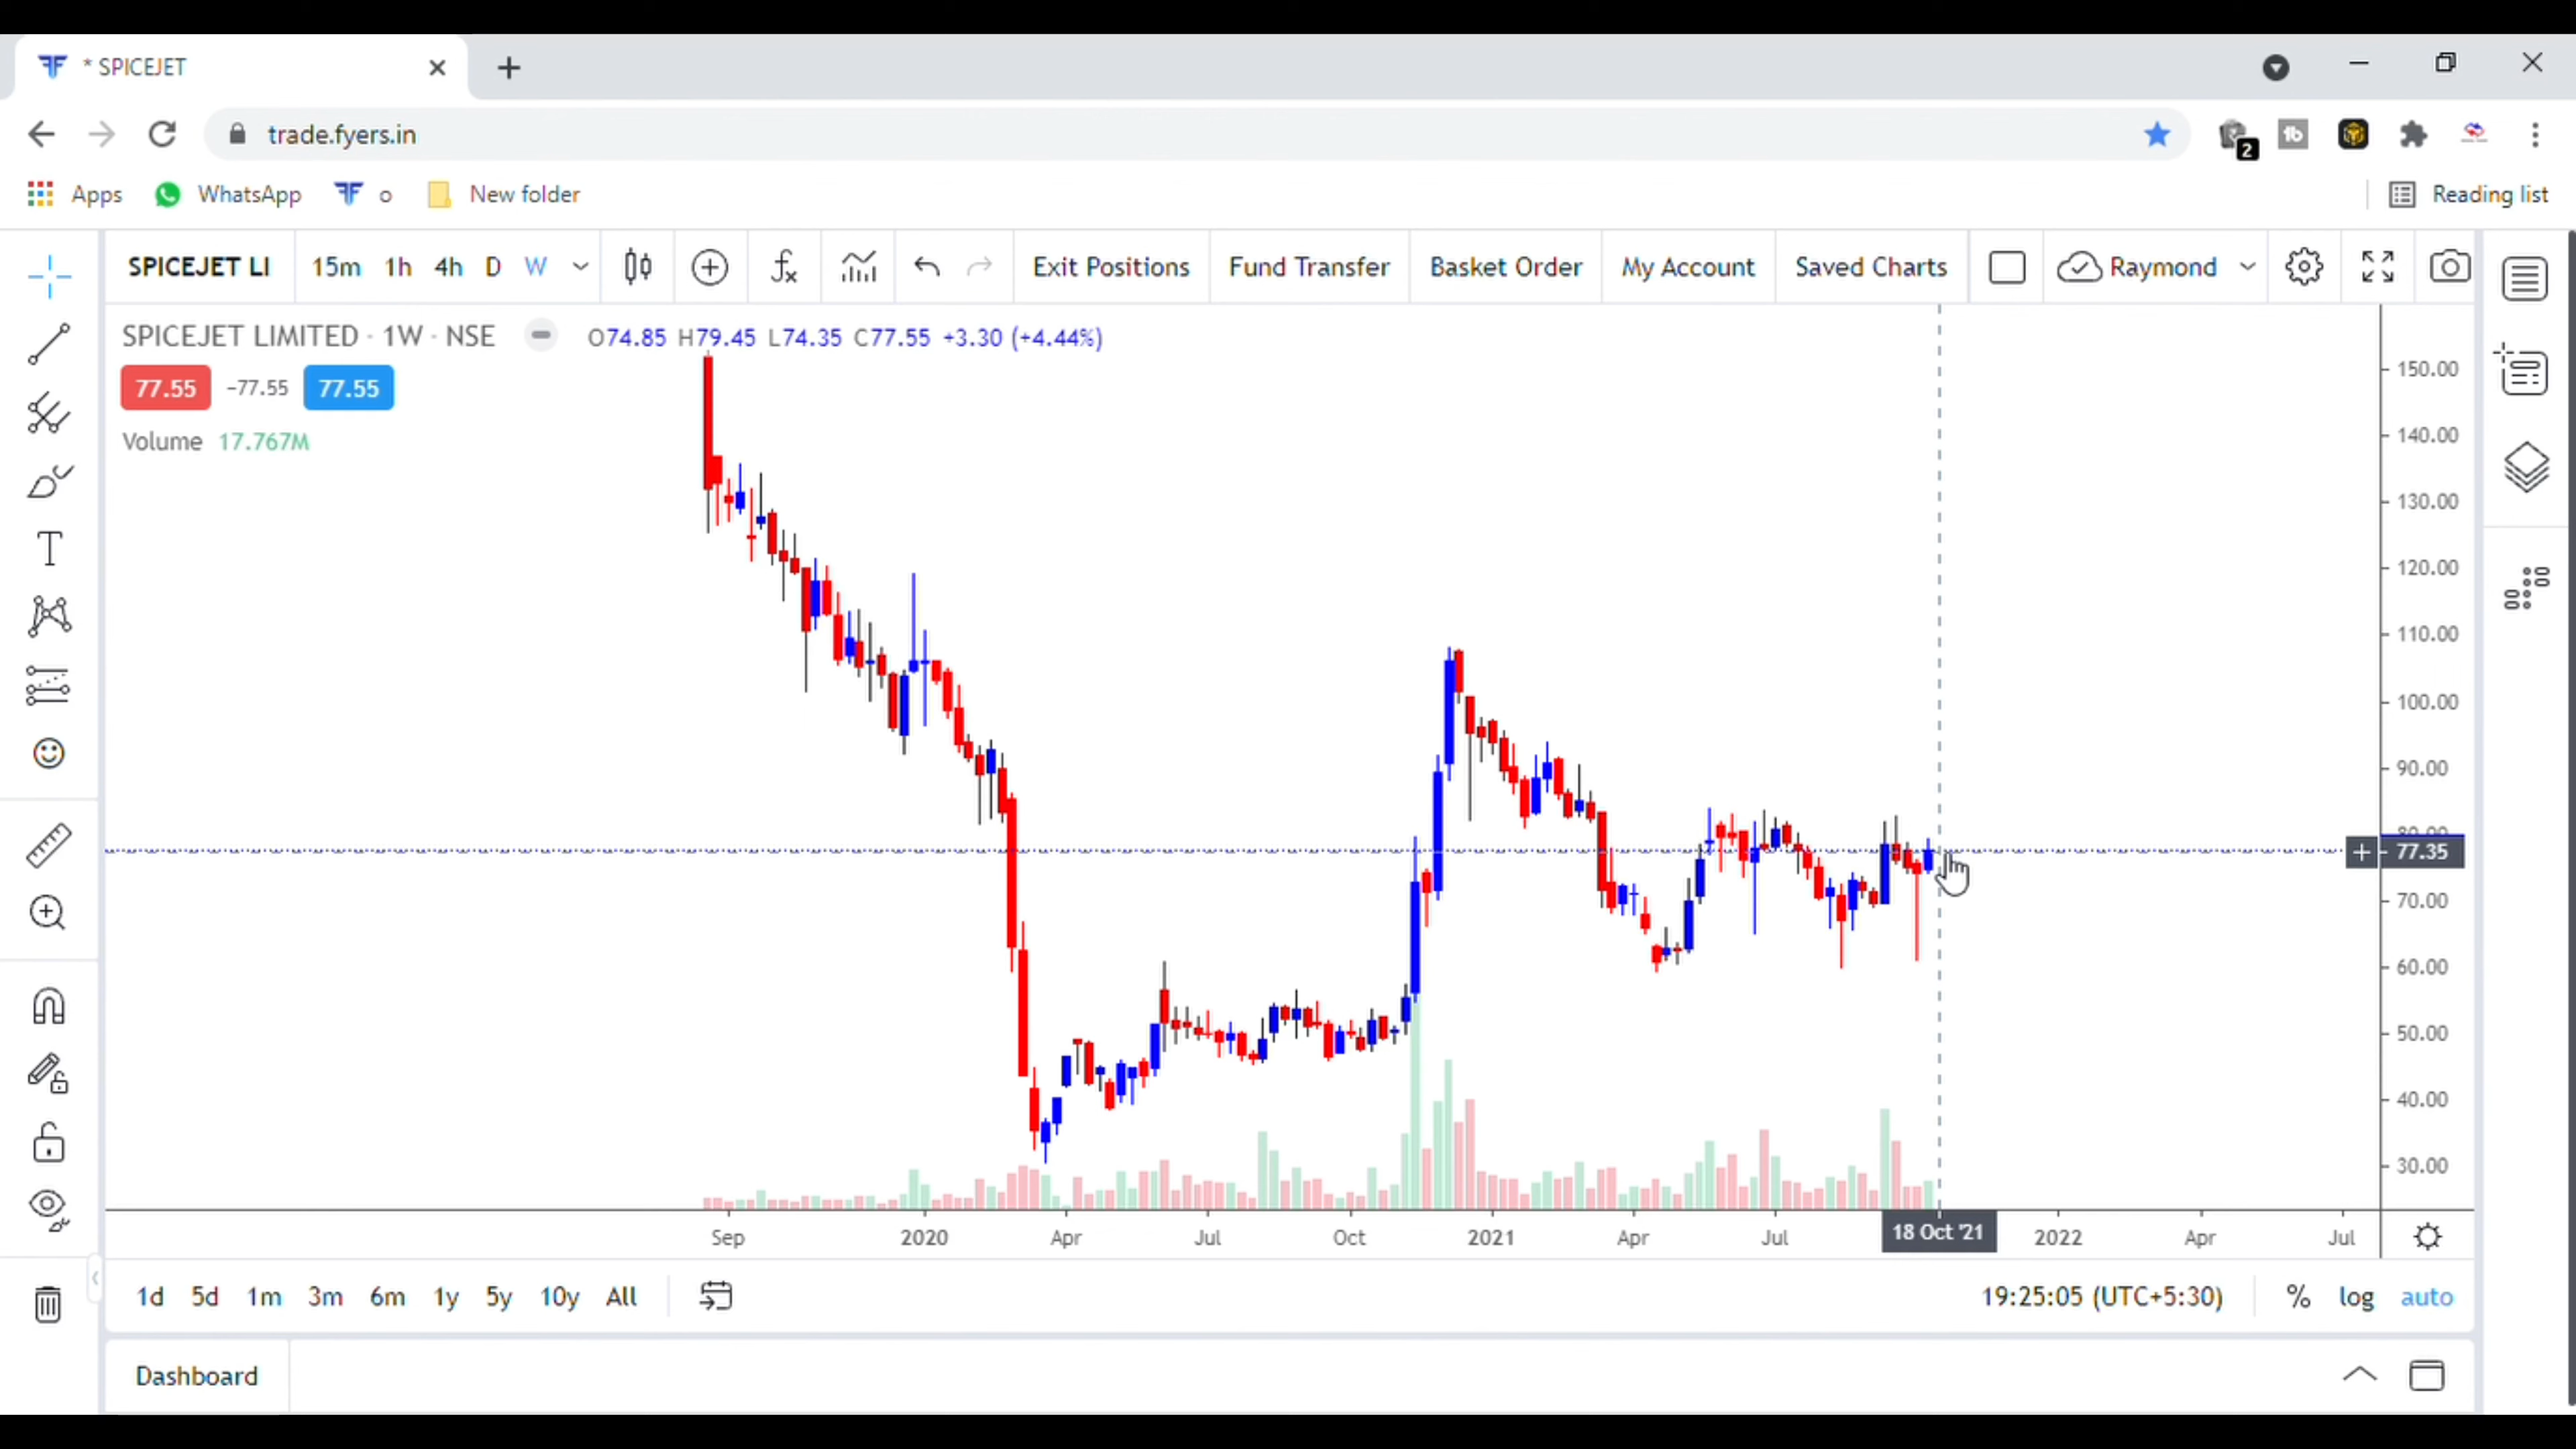 * SPICEJET
trade.fyers.in
2
Apps WhatsApp o New folder Reading list
SPICEJET LI 15m 1h 4h D W Exit Positions Fund Transfer Basket Order My Account Saved Charts Raymond
SPICEJET LIMITED · 1W · NSE O74.85 H79.45 L74.35 C77.55 +3.30 (+4.44%)
77.55 -77.55 77.55
Volume 17.767M
150.00
140.00
130.00
120.00
110.00
100.00
90.00
80.00
77.35
70.00
60.00
50.00
40.00
30.00
Sep 2020 Apr Jul Oct 2021 Apr Jul 18 Oct '21 2022 Apr Jul
1d 5d 1m 3m 6m 1y 5y 10y All 19:25:05 (UTC+5:30) % log auto
Dashboard